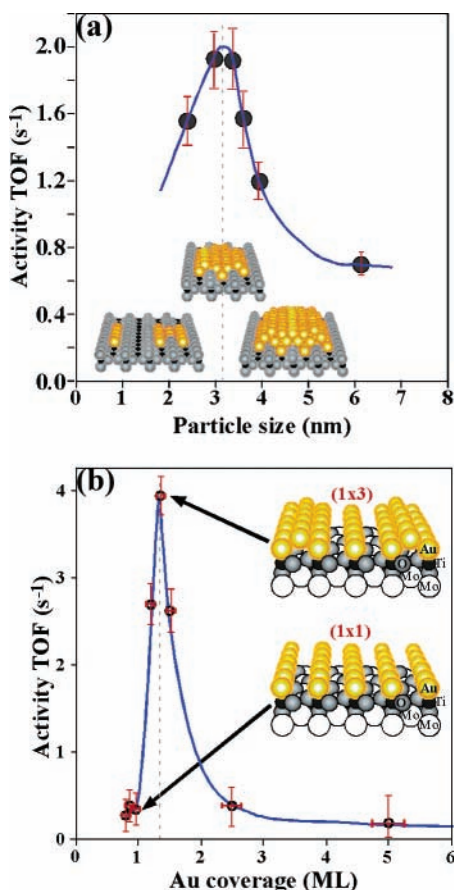 (a)
Activity TOF (s⁻¹)
2.0
1.6
1.2
0.8
0.4
0.0
0 1 2 3 4 5 6 7 8
Particle size (nm)
(b)
Activity TOF (s⁻¹)
4
3
2
1
0
0 1 2 3 4 5 6
Au coverage (ML)
(1x3)
Au
O Ti
Mo
Mo
(1x1)
Au
O Ti
Mo
Mo